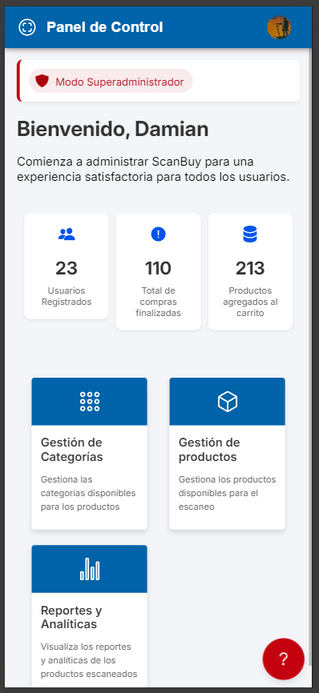 Panel de Control
Modo Superadministrador
Bienvenido, Damian
Comienza a administrar ScanBuy para una
experiencia satisfactoria para todos los usuarios.
23
Usuarios
Registrados
110
Total de
compras
finalizadas
213
Productos
agregados al
carrito
Gestión de
Categorías
Gestiona las
categorías disponibles
para los productos
Gestión de
productos
Gestiona los productos
disponibles para el
escaneo
Reportes y
Analíticas
Visualiza los reportes
y analíticas de los
productos escaneados
?